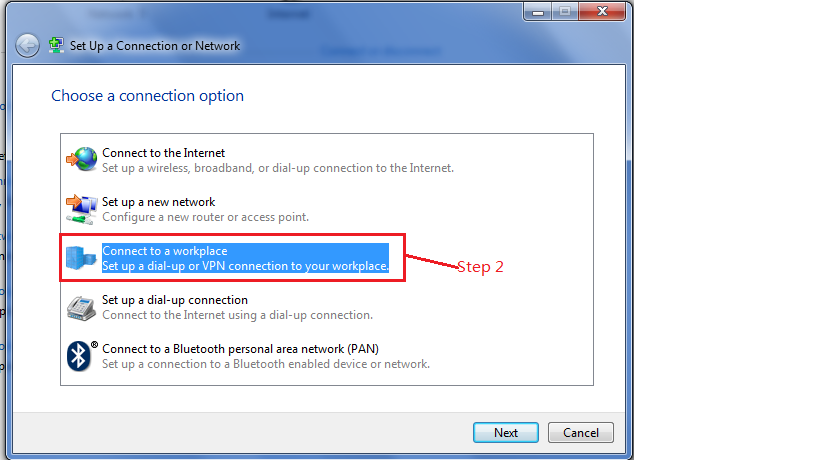 Set Up a Connection or Network
Choose a connection option
Connect to the Internet
Set up a wireless, broadband, or dial-up connection to the Internet.
Set up a new network
Configure a new router or access point.
Connect to a workplace
Set up a dial-up or VPN connection to your workplace.
Step 2
Set up a dial-up connection
Connect to the Internet using a dial-up connection.
®
Connect to a Bluetooth personal area network (PAN)
Set up a connection to a Bluetooth enabled device or network.
Next
Cancel